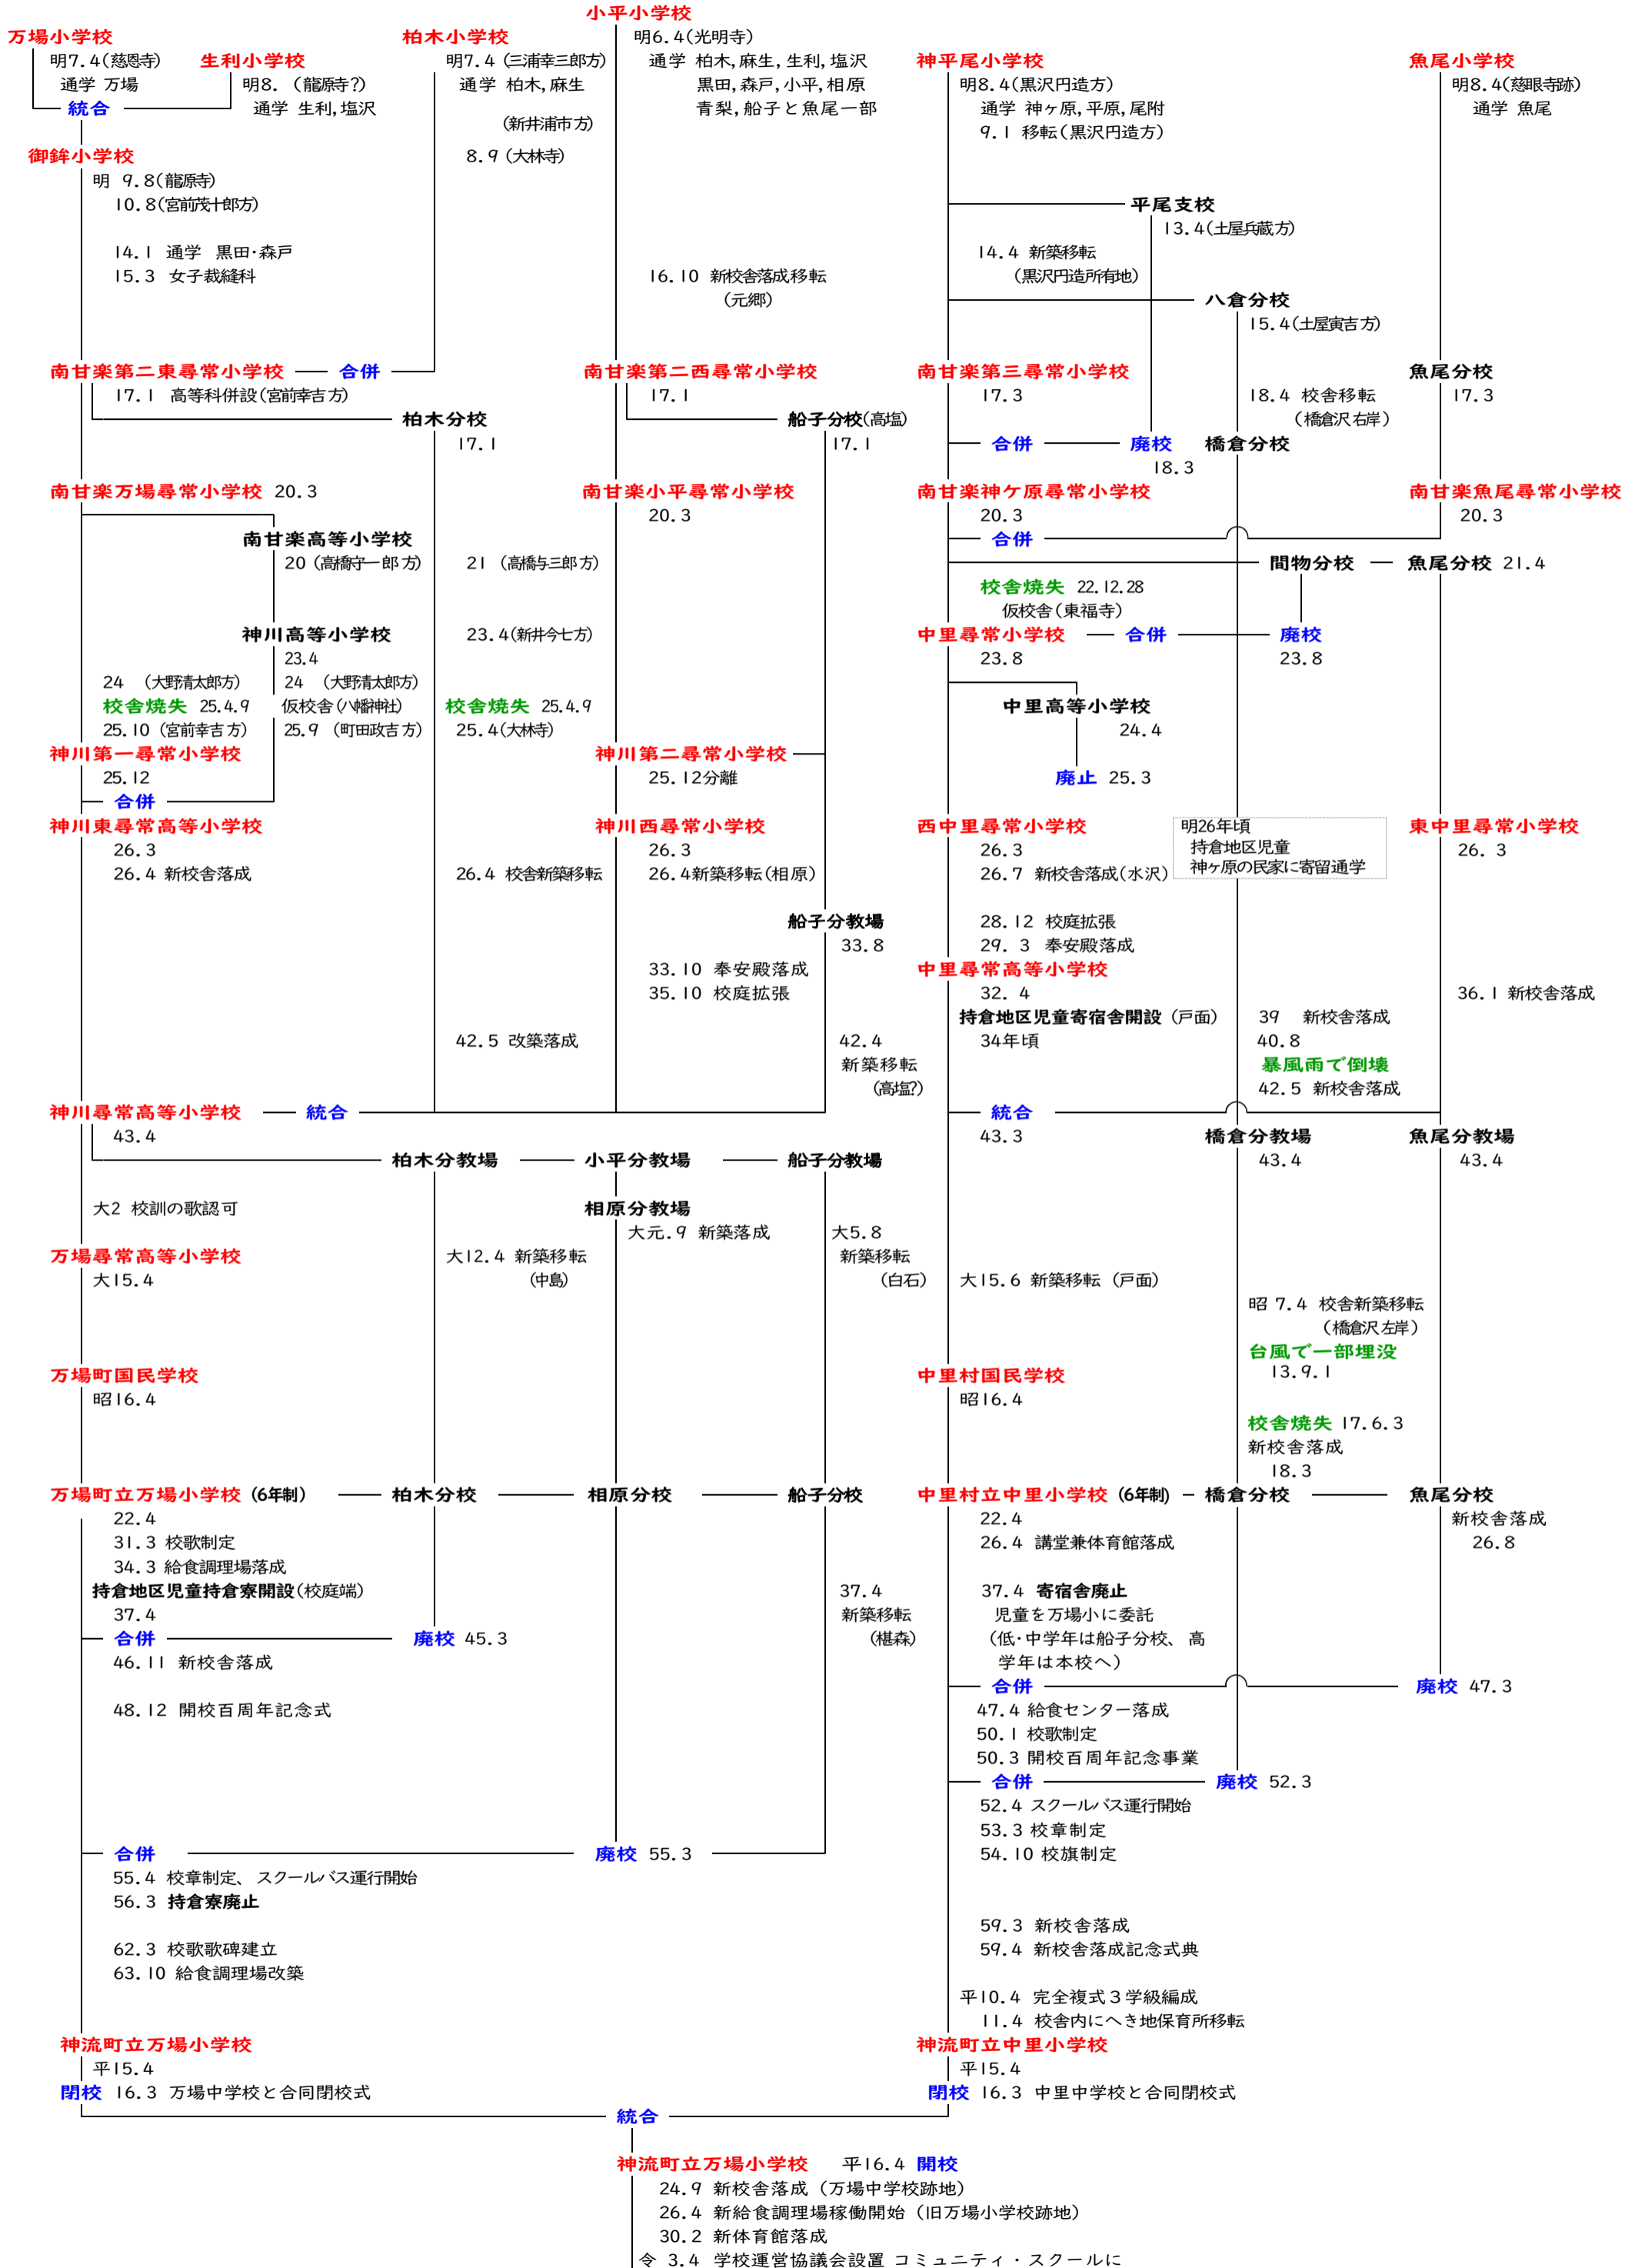 小平小学校
万場小学校
柏木小学校
明6.4(光明寺)
明7.4(慈恩寺)
生利小学校
明7.4 (三浦幸三郎方)
通学 柏木,麻生,生利,塩沢
神平尾小学校
魚尾小学校
通学 万場
明8. (龍原寺?)
通学 柏木,麻生
黒田,森戸,小平,相原
明8.4(黒沢円造方)
明8.4(慈眼寺跡)
統合
通学 生利,塩沢
青梨,船子と魚尾一部
通学 神ヶ原,平原,尾附
通学 魚尾
(新井浦市方)
9.1 移転(黒沢円造方)
御鉾小学校
8.9 (大林寺)
明 9.8(龍原寺)
10.8(宮前茂十郎方)
平尾支校
13.4(土屋兵蔵方)
14.1 通学 黒田・森戸
14.4 新築移転
15.3 女子裁縫科
16.10 新校舎落成移転
(黒沢円造所有地)
(元郷)
八倉分校
15.4(土屋寅吉方)
南甘楽第二東尋常小学校
合併
南甘楽第二西尋常小学校
南甘楽第三尋常小学校
魚尾分校
17.1 高等科併設(宮前幸吉方)
17.1
17.3
18.4 校舎移転
17.3
柏木分校
船子分校(高塩)
(橋倉沢右岸)
17.1
17.1
合併
廃校
橋倉分校
18.3
南甘楽万場尋常小学校 20.3
南甘楽小平尋常小学校
南甘楽神ケ原尋常小学校
南甘楽魚尾尋常小学校
20.3
20.3
20.3
南甘楽高等小学校
合併
20 (高橋守一郎方)
21 (高橋与三郎方)
間物分校
魚尾分校 21.4
校舎焼失 22.12.28
仮校舎(東福寺)
神川高等小学校
23.4(新井今七方)
中里尋常小学校
合併
廃校
23.4
23.8
23.8
24 (大野清太郎方)
24 (大野清太郎方)
校舎焼失 25.4.9
仮校舎(八幡神社)
校舎焼失 25.4.9
中里高等小学校
25.10 (宮前幸吉方)
25.9 (町田政吉方)
25.4(大林寺)
24.4
神川第一尋常小学校
神川第二尋常小学校
25.12
25.12分離
廃止 25.3
合併
神川東尋常高等小学校
神川西尋常小学校
西中里尋常小学校
明26年頃
東中里尋常小学校
26.3
26.3
26.3
持倉地区児童
26. 3
26.4 新校舎落成
26.4 校舎新築移転
26.4新築移転(相原)
26.7 新校舎落成(水沢)
神ヶ原の民家に寄留通学
船子分教場
28.12 校庭拡張
33.8
29. 3 奉安殿落成
33.10 奉安殿落成
中里尋常高等小学校
35.10 校庭拡張
32. 4
36.1 新校舎落成
持倉地区児童寄宿舎開設 (戸面)
39 新校舎落成
42.5 改築落成
42.4
34年頃
40.8
新築移転
暴風雨で倒壊
(高塩?)
42.5 新校舎落成
神川尋常高等小学校
統合
統合
43.4
43.3
橋倉分教場
魚尾分教場
柏木分教場
小平分教場
船子分教場
43.4
43.4
大2 校訓の歌認可
相原分教場
大元.9 新築落成
大5.8
万場尋常高等小学校
大12.4 新築移転
新築移転
大15.4
(中島)
(白石)
大15.6 新築移転 (戸面)
昭 7.4 校舎新築移転
(橋倉沢左岸)
台風で一部埋没
万場町国民学校
中里村国民学校
13.9.1
昭16.4
昭16.4
校舎焼失 17.6.3
新校舎落成
18.3
万場町立万場小学校 (6年制)
柏木分校
相原分校
船子分校
中里村立中里小学校 (6年制)
橋倉分校
魚尾分校
22.4
22.4
新校舎落成
31.3 校歌制定
26.4 講堂兼体育館落成
26.8
34.3 給食調理場落成
持倉地区児童持倉寮開設(校庭端)
37.4
37.4 寄宿舎廃止
37.4
新築移転
児童を万場小に委託
合併
廃校 45.3
(椹森)
(低・中学年は船子分校、高
46.11 新校舎落成
学年は本校へ)
合併
廃校 47.3
48.12 開校百周年記念式
47.4 給食センター落成
50.1 校歌制定
50.3 開校百周年記念事業
合併
廃校 52.3
52.4 スクールバス運行開始
53.3 校章制定
合併
廃校 55.3
54.10 校旗制定
55.4 校章制定、スクールバス運行開始
56.3 持倉寮廃止
59.3 新校舎落成
62.3 校歌歌碑建立
59.4 新校舎落成記念式典
63.10 給食調理場改築
平10.4 完全複式3学級編成
11.4 校舎内にへき地保育所移転
神流町立万場小学校
神流町立中里小学校
平15.4
平15.4
閉校 16.3 万場中学校と合同閉校式
閉校 16.3 中里中学校と合同閉校式
統合
神流町立万場小学校 平16.4 開校
24.9 新校舎落成 (万場中学校跡地)
26.4 新給食調理場稼働開始 (旧万場小学校跡地)
30.2 新体育館落成
令 3.4 学校運営協議会設置 コミュニティ・スクールに